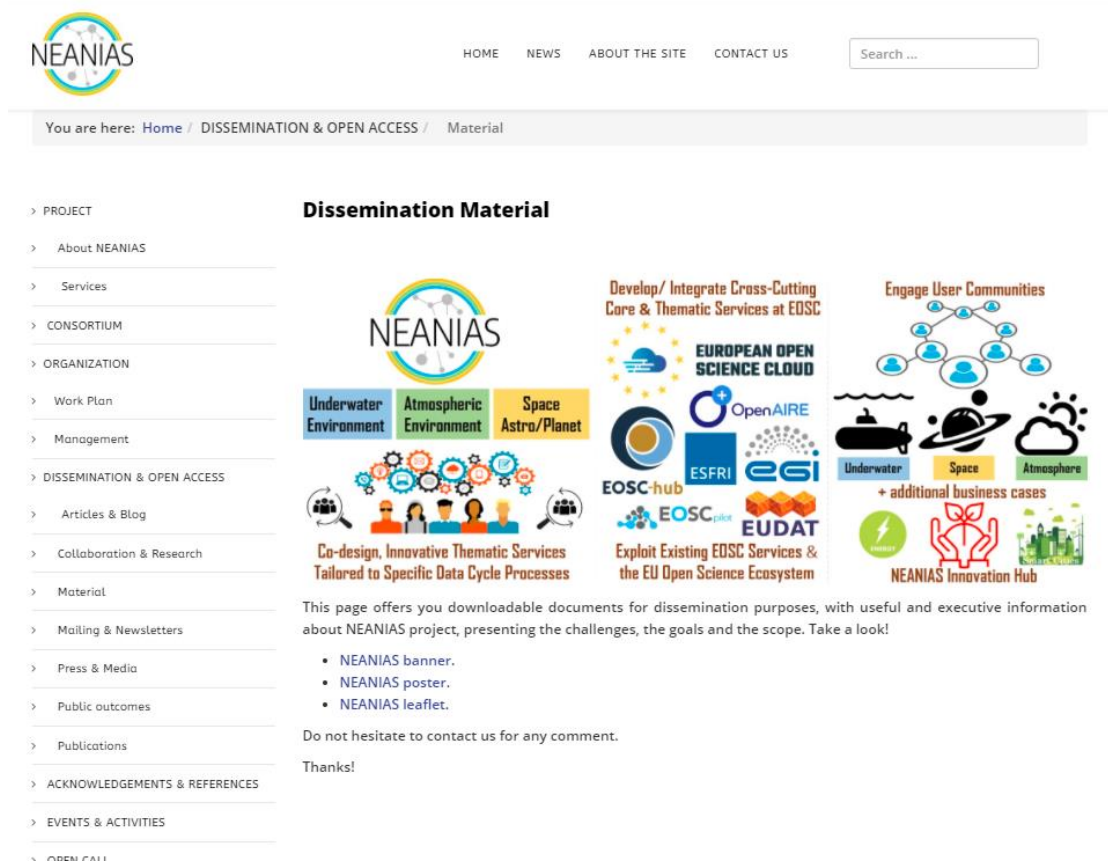 NEANIAS
HOME NEWS ABOUT THE SITE CONTACT US Search ...
You are here: Home / DISSEMINATION & OPEN ACCESS / Material
> PROJECT
> About NEANIAS
> Services
> CONSORTIUM
> ORGANIZATION
> Work Plan
> Management
> DISSEMINATION & OPEN ACCESS
> Articles & Blog
> Collaboration & Research
> Material
> Mailing & Newsletters
> Press & Media
> Public outcomes
> Publications
> ACKNOWLEDGEMENTS & REFERENCES
> EVENTS & ACTIVITIES
> OPEN CALL
Dissemination Material
NEANIAS
Underwater Environment
Atmospheric Environment
Space Astro/Planet
Co-design, Innovative Thematic Services
Tailored to Specific Data Cycle Processes
Develop/ Integrate Cross-Cutting
Core & Thematic Services at EOSC
EUROPEAN OPEN
SCIENCE CLOUD
OpenAIRE
ESFRI
eGi
EOSC-hub
EOSCpilot
EUDAT
Exploit Existing EOSC Services &
the EU Open Science Ecosystem
Engage User Communities
Underwater Space Atmosphere
+ additional business cases
ENERGY
NEANIAS Innovation Hub
This page offers you downloadable documents for dissemination purposes, with useful and executive information
about NEANIAS project, presenting the challenges, the goals and the scope. Take a look!
• NEANIAS banner.
• NEANIAS poster.
• NEANIAS leaflet.
Do not hesitate to contact us for any comment.
Thanks!